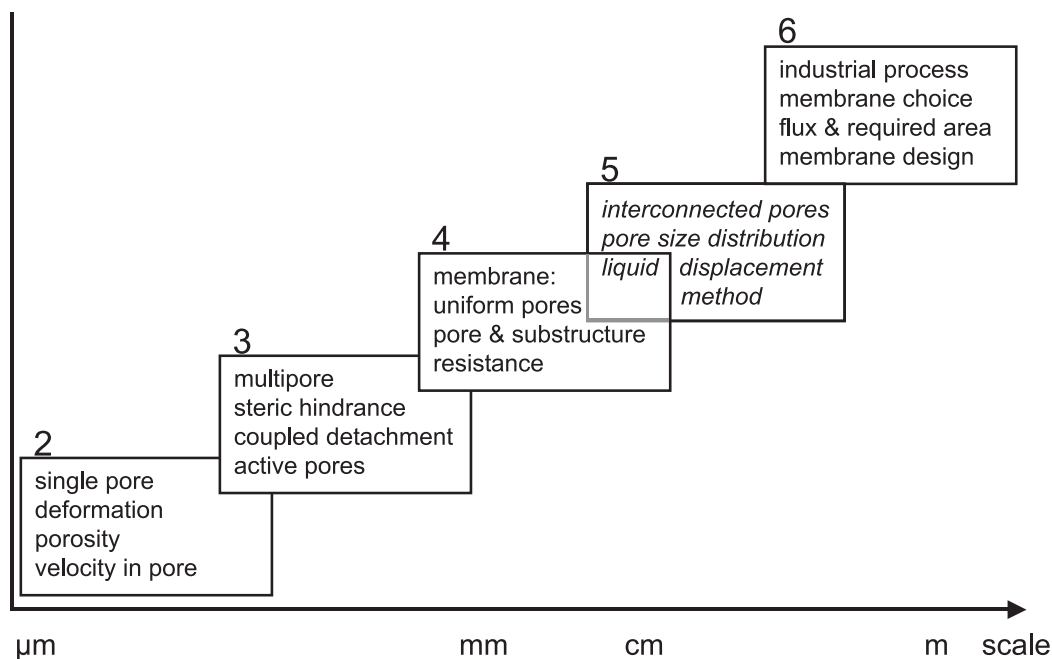 6
industrial process
membrane choice
flux & required area
membrane design
5
interconnected pores
pore size distribution
liquid displacement
method
4
membrane:
uniform pores
pore & substructure
resistance
3
multipore
steric hindrance
coupled detachment
active pores
2
single pore
deformation
porosity
velocity in pore
µm mm cm m scale